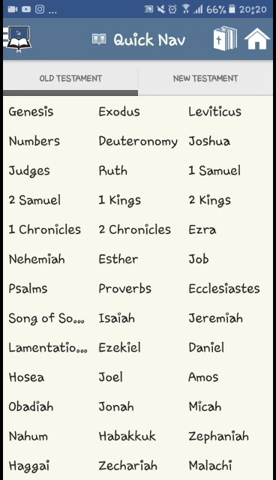 66% 20:20
Quick Nav
OLD TESTAMENT NEW TESTAMENT
Genesis Exodus Leviticus
Numbers Deuteronomy Joshua
Judges Ruth 1 Samuel
2 Samuel 1 Kings 2 Kings
1 Chronicles 2 Chronicles Ezra
Nehemiah Esther Job
Psalms Proverbs Ecclesiastes
Song of So... Isaiah Jeremiah
Lamentatio... Ezekiel Daniel
Hosea Joel Amos
Obadiah Jonah Micah
Nahum Habakkuk Zephaniah
Haggai Zechariah Malachi